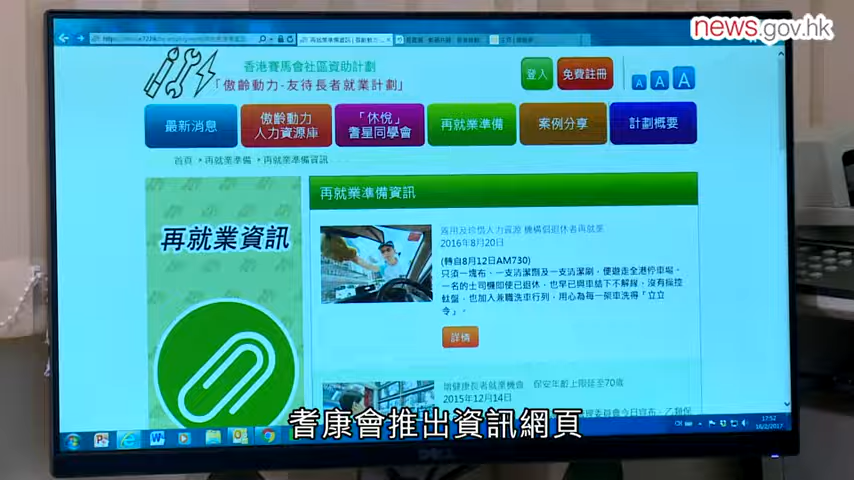 news.gov.hk
香港賽馬會社區資助計劃
「傲齡動力-友待長者就業計劃」
登入
免費註冊
A A A
最新消息
傲齡動力
人力資源庫
「休悅」
耆星同學會
再就業準備
案例分享
計劃概要
首頁 ▸ 再就業準備 ▸ 再就業準備資訊
再就業資訊
再就業準備資訊
善用及珍惜人力資源 機構倡退休者再就業
2016年8月20日
(轉自8月12日AM730)
只須一塊布、一支清潔劑及一支清潔刷，便遊走全港停車場。
一名的士司機即使已退休，也早已與車結下不解緣，沒有操控
軚盤，也加入兼職洗車行列，用心為每一架車洗得「立立
令」。
詳情
增健康長者就業機會 保安年齡上限延至70歲
2015年12月14日
耆康會推出資訊網頁
17:52
16/2/2017
DELL